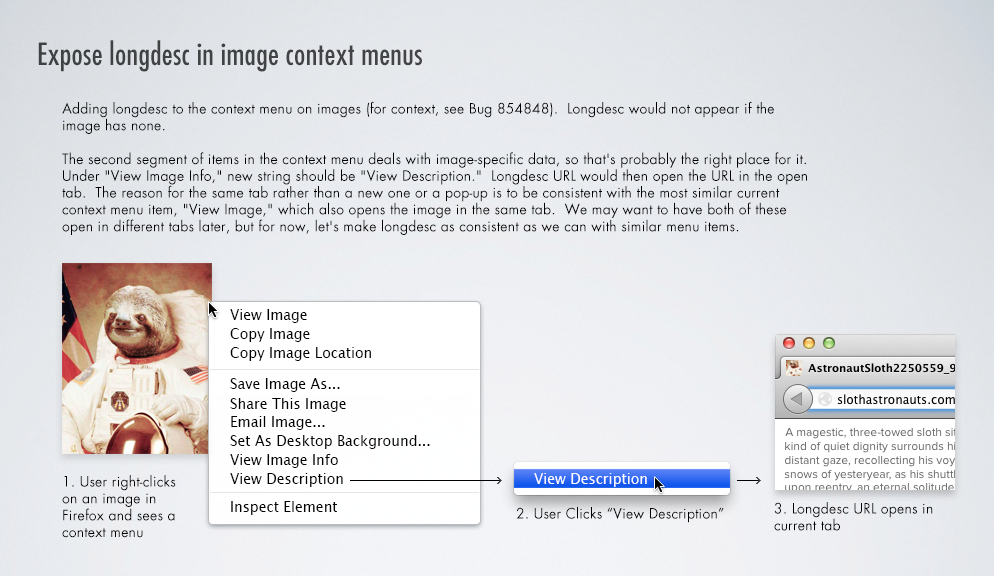 Expose longdesc in image context menus
Adding longdesc to the context menu on images (for context, see Bug 854848).  Longdesc would not appear if the
image has none.
The second segment of items in the context menu deals with image-specific data, so that's probably the right place for it.
Under "View Image Info," new string should be "View Description."  Longdesc URL would then open the URL in the open
tab.  The reason for the same tab rather than a new one or a pop-up is to be consistent with the most similar current
context menu item, "View Image," which also opens the image in the same tab.  We may want to have both of these
open in different tabs later, but for now, let's make longdesc as consistent as we can with similar menu items.
View Image
Copy Image
Copy Image Location
Save Image As...
Share This Image
Email Image...
Set As Desktop Background...
View Image Info
View Description
Inspect Element
1. User right-clicks
on an image in
Firefox and sees a
context menu
View Description
2. User Clicks “View Description”
AstronautSloth2250559_9
slothastronauts.com
A magestic, three-towed sloth sit
kind of quiet dignity surrounds hi
distant gaze, recollecting his voy
snows of yesteryear, as his shutt
upon reentry, an eternal solitude
3. Longdesc URL opens in
current tab